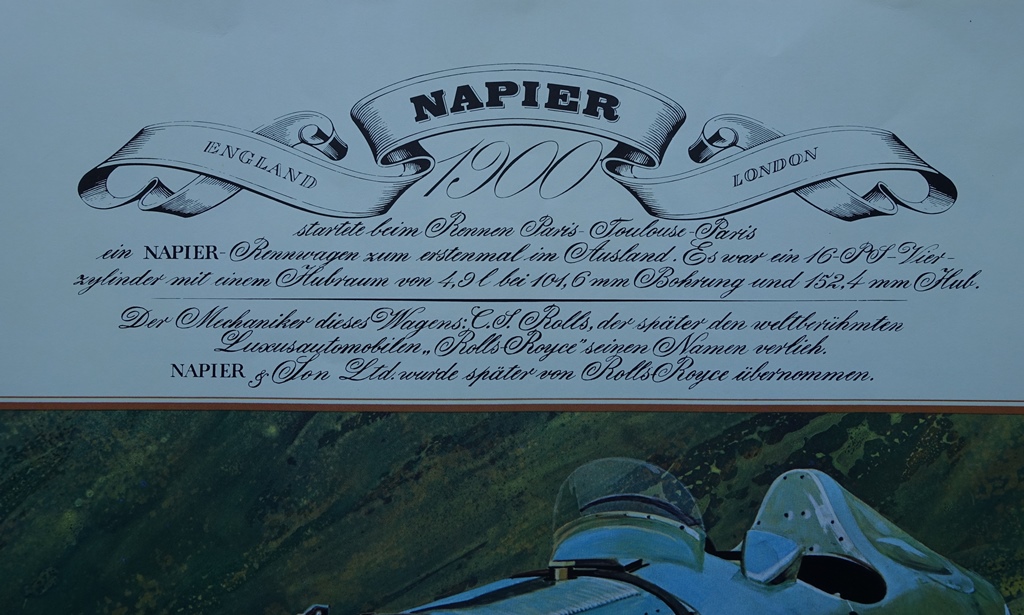 NAPIER
ENGLAND
LONDON
1900
startete beim Rennen Paris-Toulouse-Paris
ein NAPIER-Rennwagen zum erstenmal im Ausland. Es war ein 16-PS-Vier-
zylinder mit einem Hubraum von 4,9 l bei 101,6 mm Bohrung und 152,4 mm Hub.
Der Mechaniker dieses Wagens: C.S. Rolls, der später den weltberühmten
Luxusautomobilen „Rolls-Royce" seinen Namen verlieh.
NAPIER & Son Ltd. wurde später von Rolls Royce übernommen.